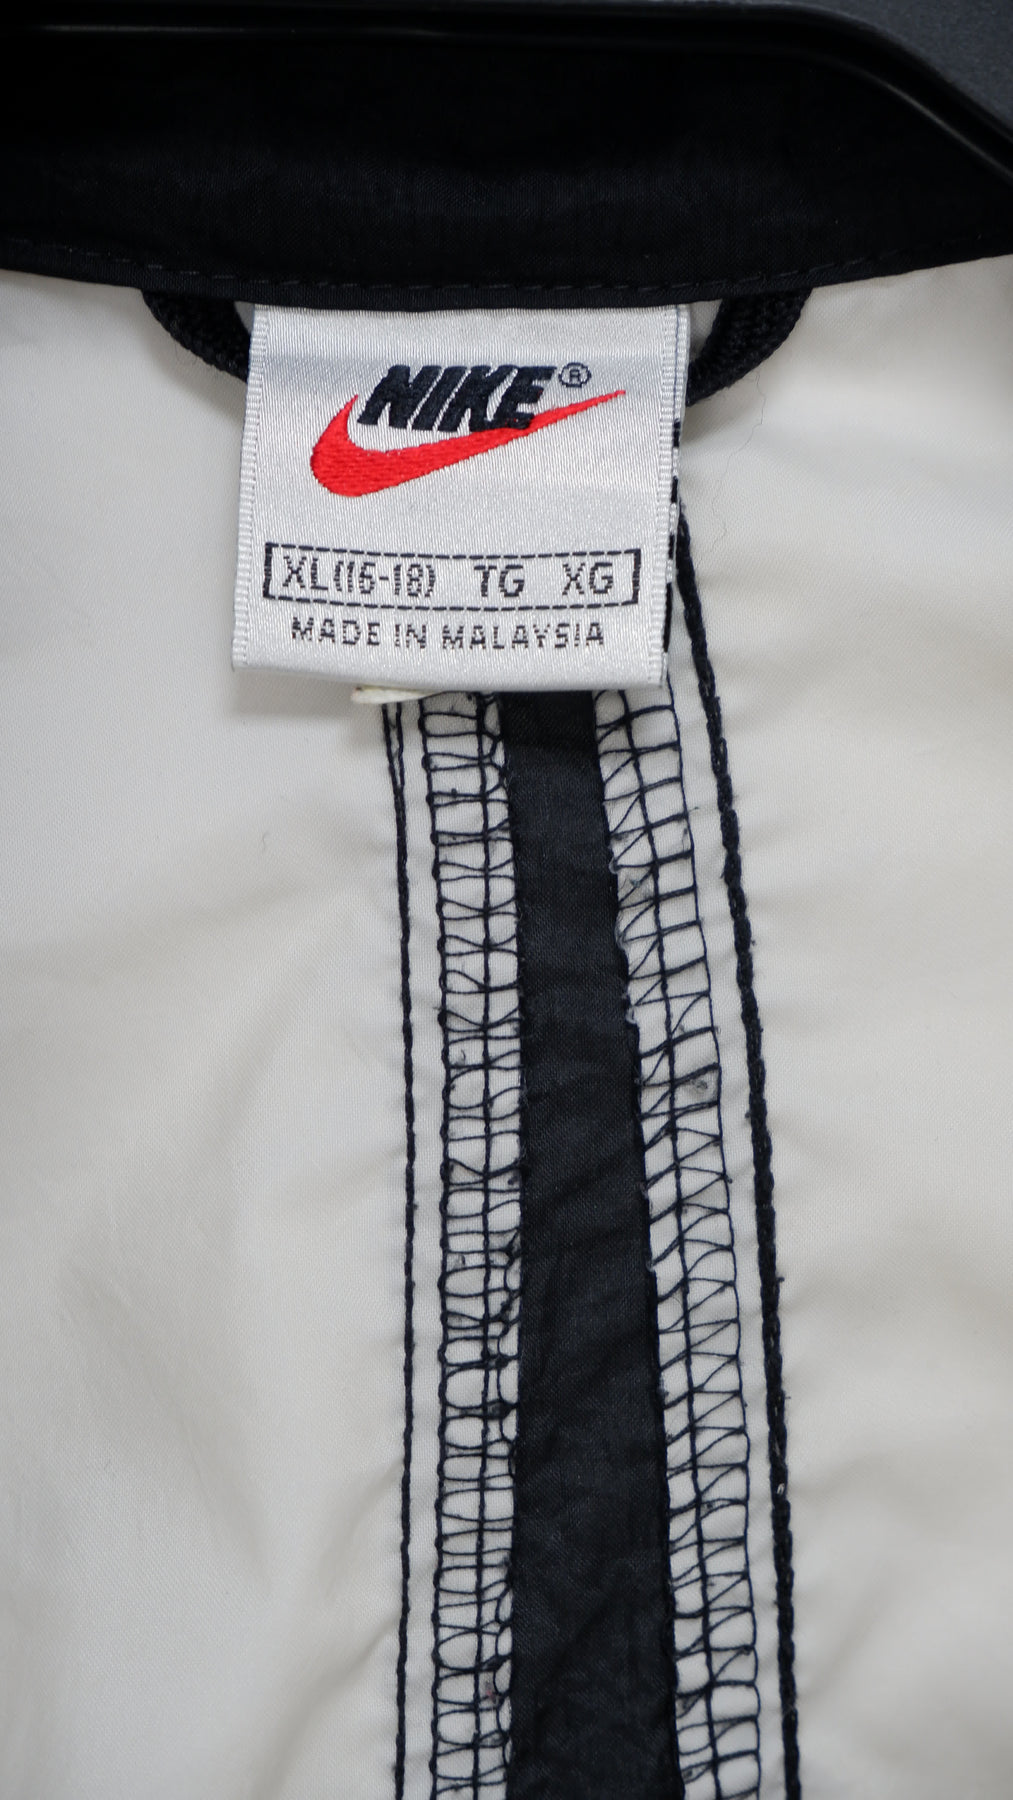 NIKE®
XL(16-18) TG XG
MADE IN MALAYSIA